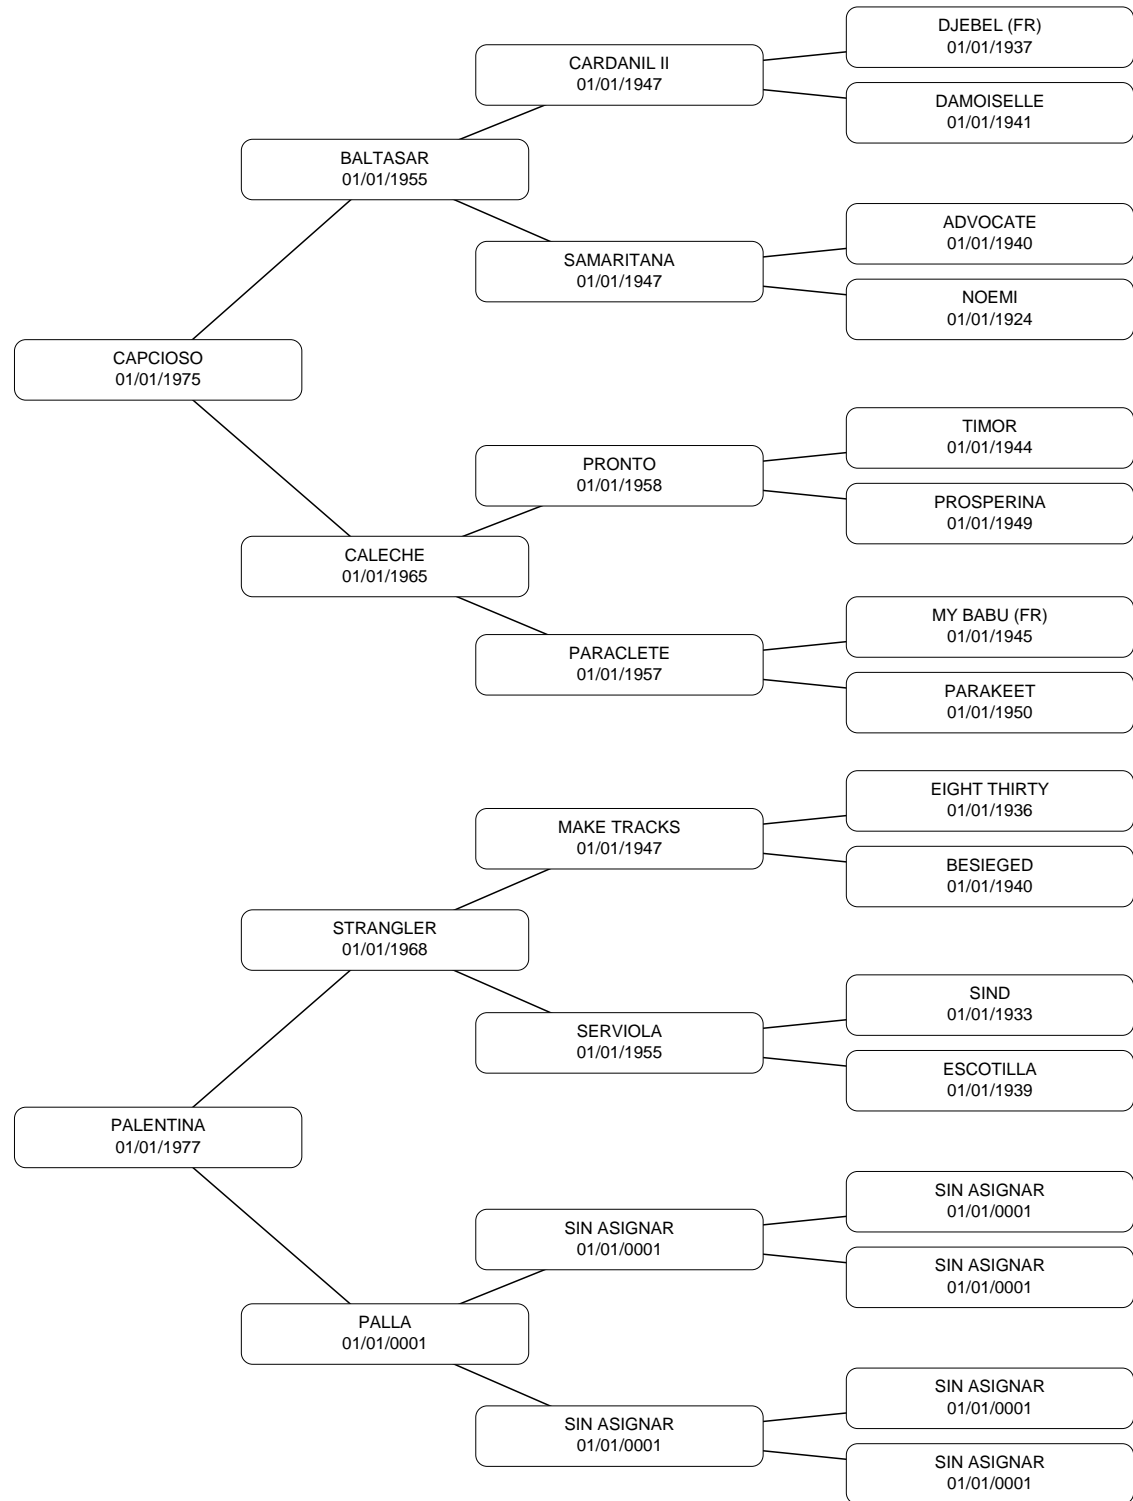 DJEBEL (FR)
01/01/1937
CARDANIL II
01/01/1947
DAMOISELLE
01/01/1941
BALTASAR
01/01/1955
ADVOCATE
01/01/1940
SAMARITANA
01/01/1947
NOEMI
01/01/1924
CAPCIOSO
01/01/1975
TIMOR
01/01/1944
PRONTO
01/01/1958
PROSPERINA
01/01/1949
CALECHE
01/01/1965
MY BABU (FR)
01/01/1945
PARACLETE
01/01/1957
PARAKEET
01/01/1950
EIGHT THIRTY
01/01/1936
MAKE TRACKS
01/01/1947
BESIEGED
01/01/1940
STRANGLER
01/01/1968
SIND
01/01/1933
SERVIOLA
01/01/1955
ESCOTILLA
01/01/1939
PALENTINA
01/01/1977
SIN ASIGNAR
01/01/0001
SIN ASIGNAR
01/01/0001
SIN ASIGNAR
01/01/0001
PALLA
01/01/0001
SIN ASIGNAR
01/01/0001
SIN ASIGNAR
01/01/0001
SIN ASIGNAR
01/01/0001